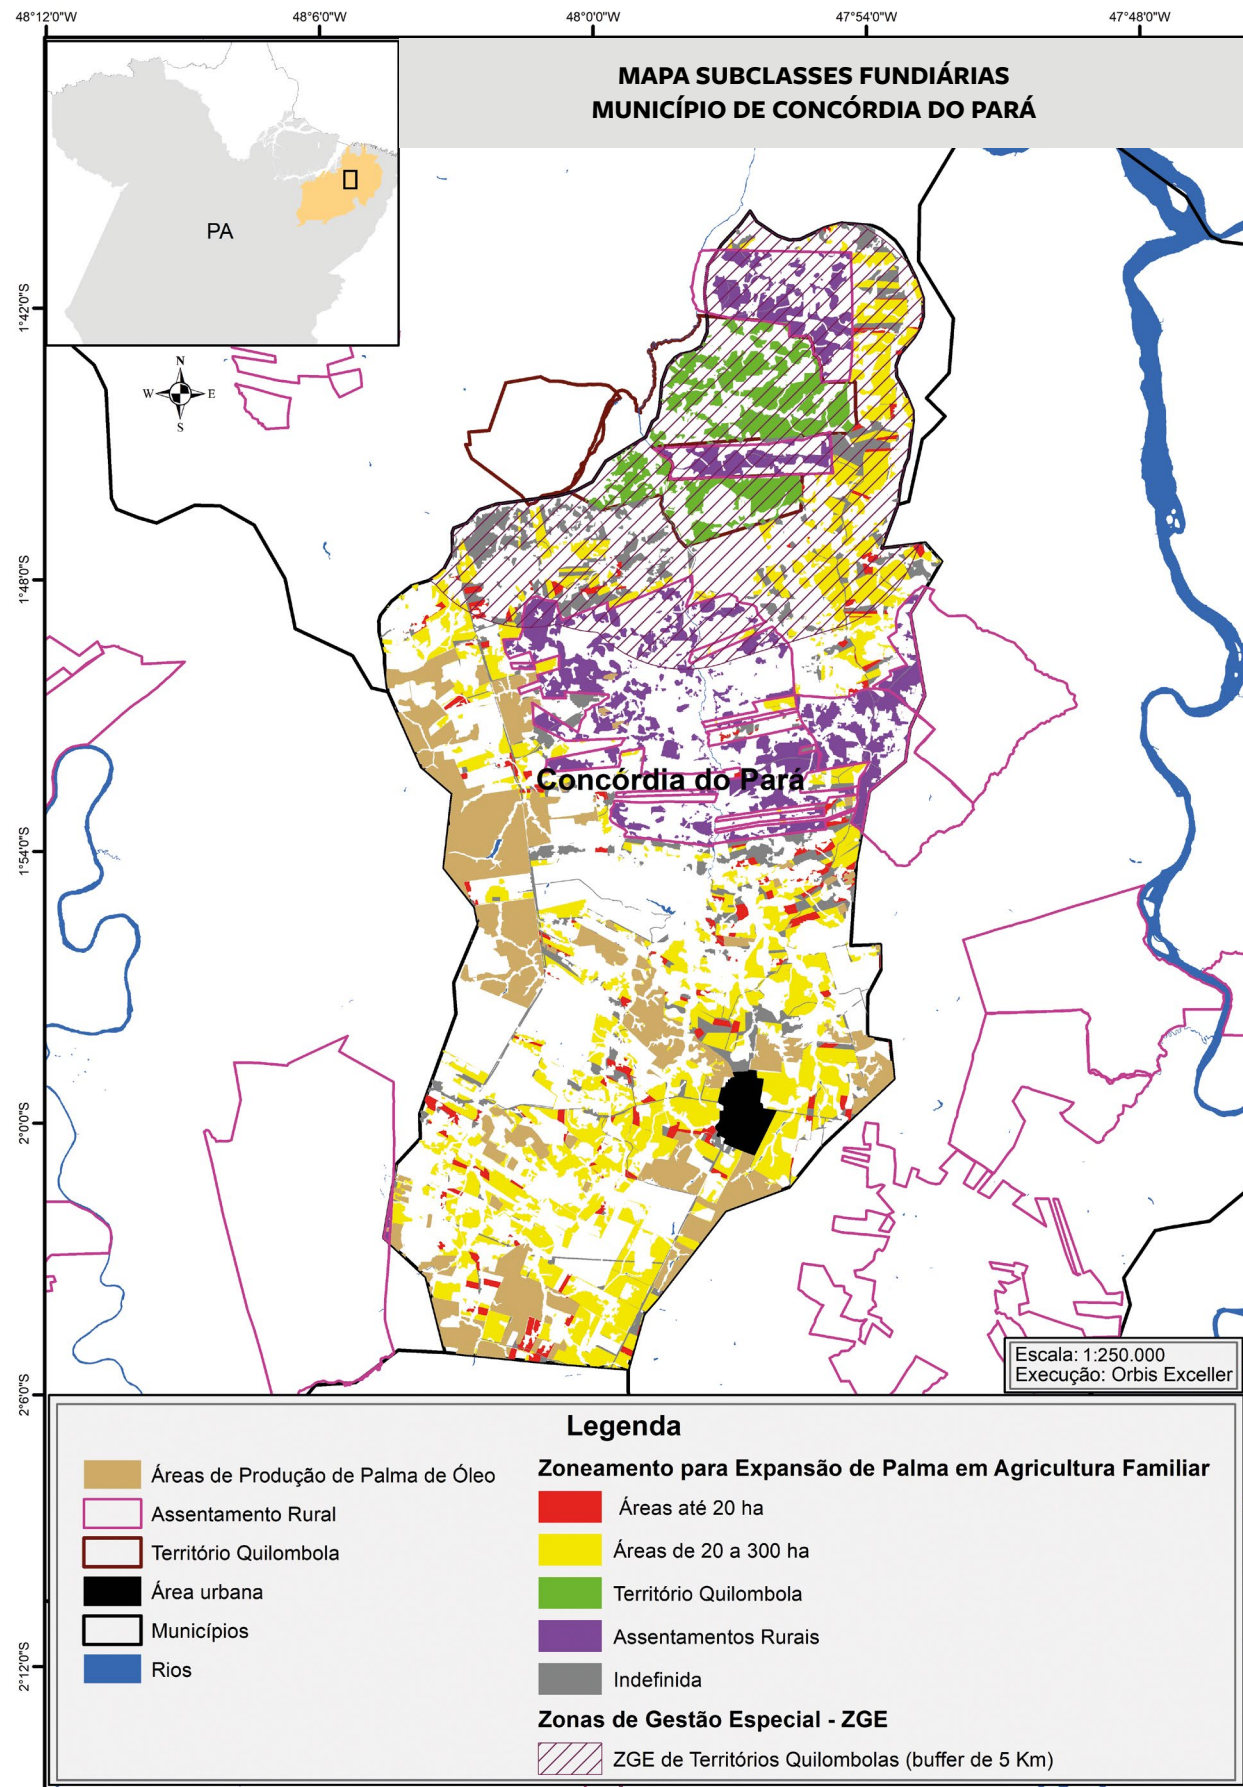 48°12'0"W
48°6'0"W
48°0'0"W
47°54'0"W
47°48'0"W
MAPA SUBCLASSES FUNDIÁRIAS
MUNICÍPIO DE CONCÓRDIA DO PARÁ
PA
1°42'0"S
N
W
E
S
1°48'0"S
Concórdia do Pará
1°54'0"S
2°0'0"S
Escala: 1:250.000
Execução: Orbis Exceller
2°6'0"S
Legenda
Áreas de Produção de Palma de Óleo
Assentamento Rural
Território Quilombola
Área urbana
Municípios
Rios
Zoneamento para Expansão de Palma em Agricultura Familiar
Áreas até 20 ha
Áreas de 20 a 300 ha
Território Quilombola
Assentamentos Rurais
Indefinida
Zonas de Gestão Especial - ZGE
ZGE de Territórios Quilombolas (buffer de 5 Km)
2°12'0"S